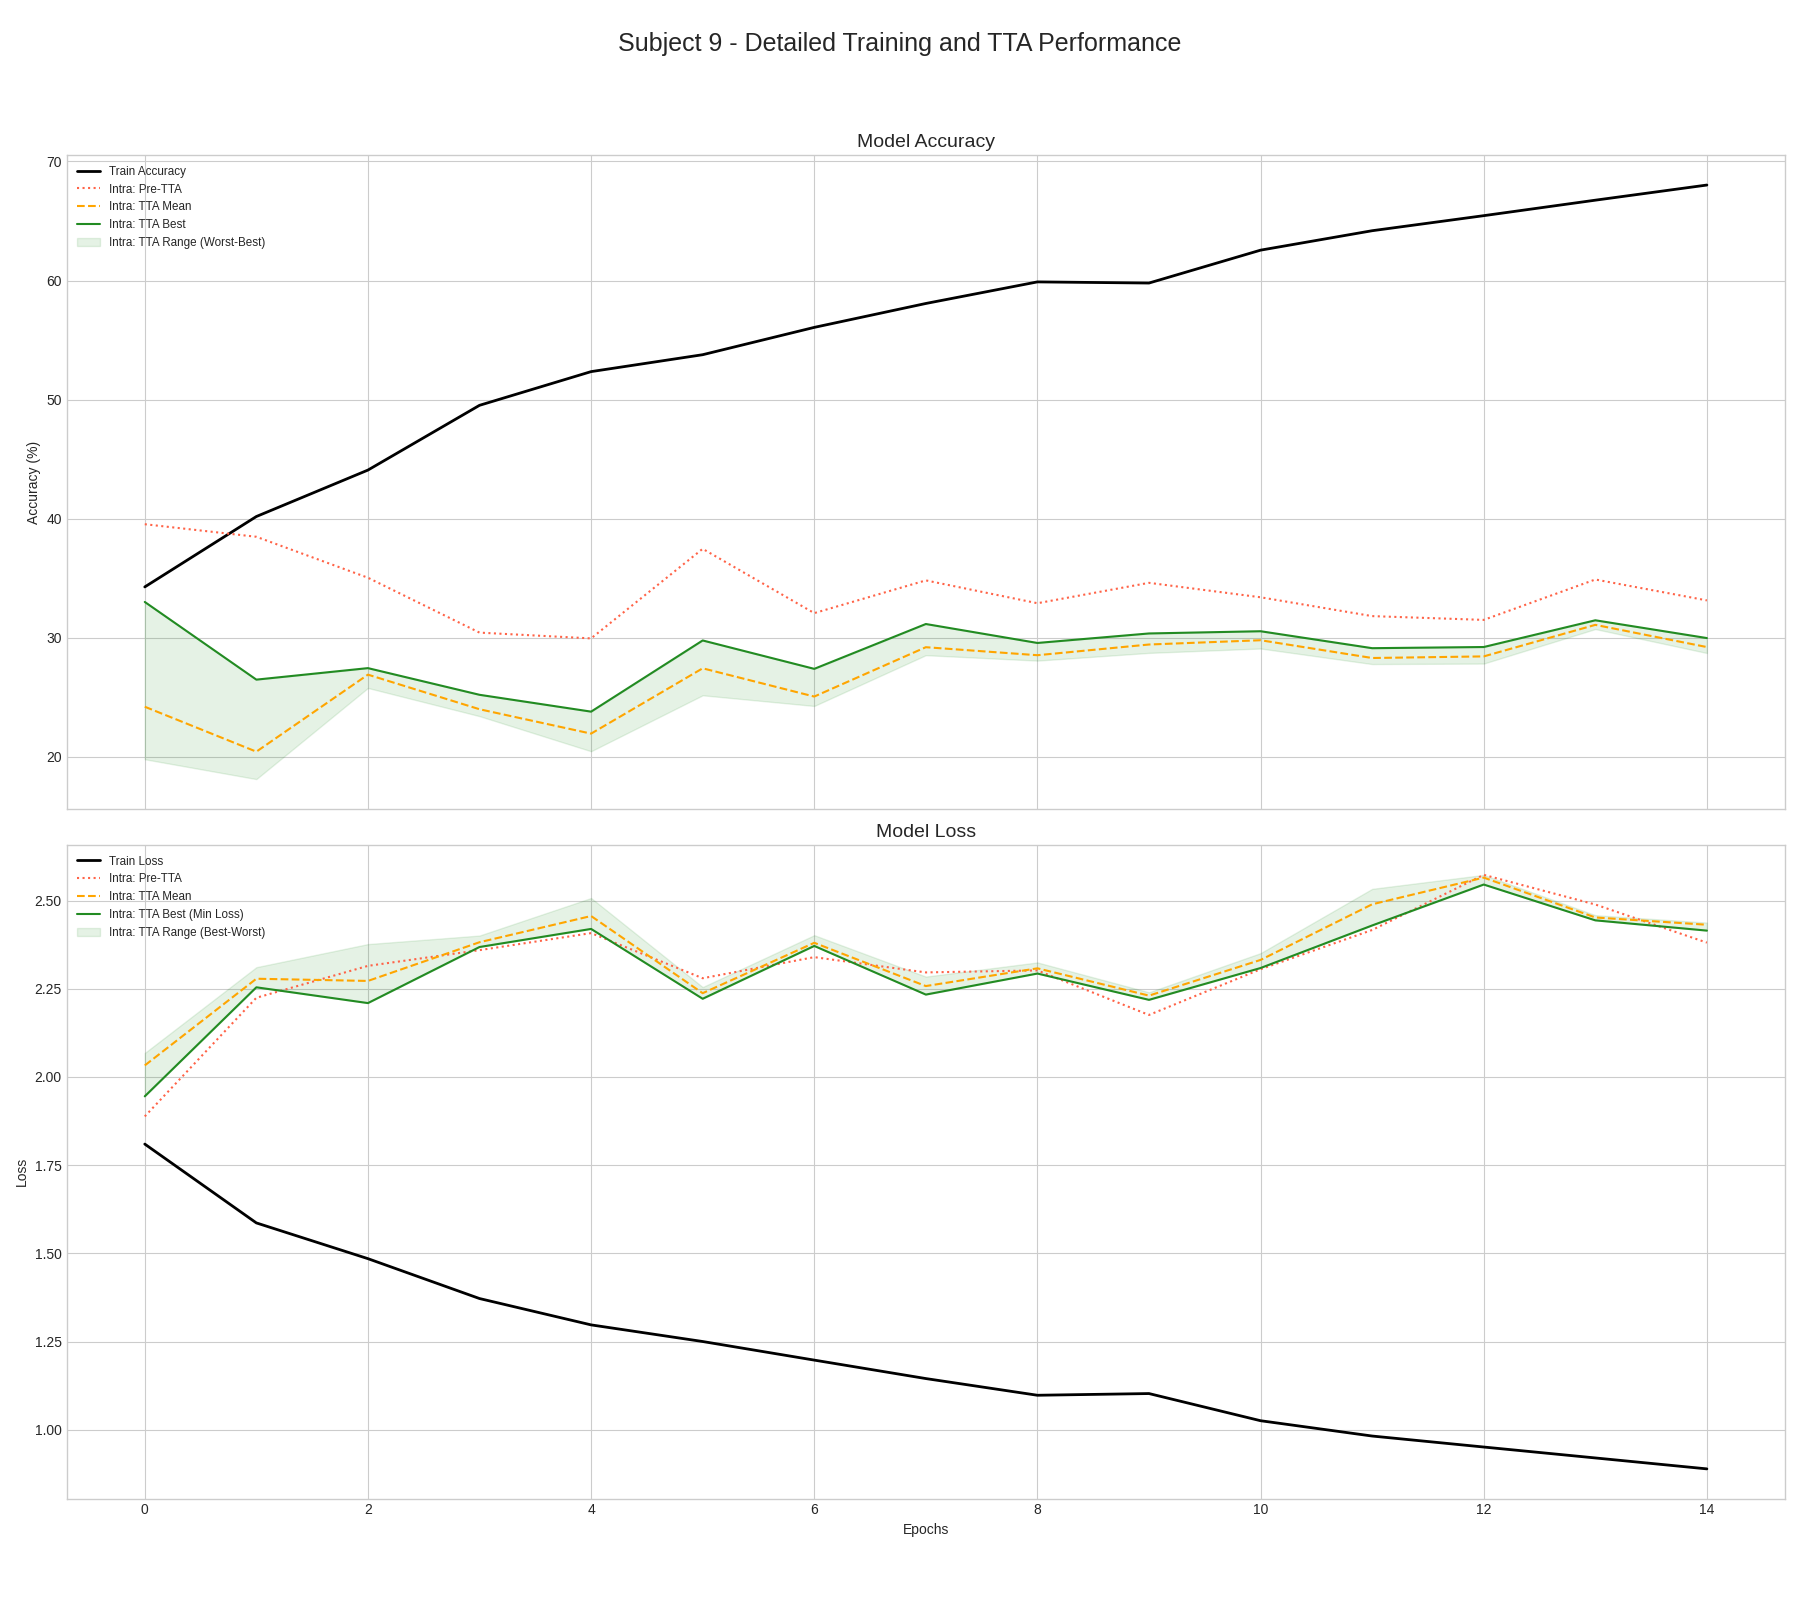 Subject 9 - Detailed Training and TTA Performance
Model Accuracy
70
60
50
40
30
20
Accuracy (%)
Train Accuracy
Intra: Pre-TTA
Intra: TTA Mean
Intra: TTA Best
Intra: TTA Range (Worst-Best)
Model Loss
2.50
2.25
2.00
1.75
1.50
1.25
1.00
Loss
Train Loss
Intra: Pre-TTA
Intra: TTA Mean
Intra: TTA Best (Min Loss)
Intra: TTA Range (Best-Worst)
0 2 4 6 8 10 12 14
Epochs